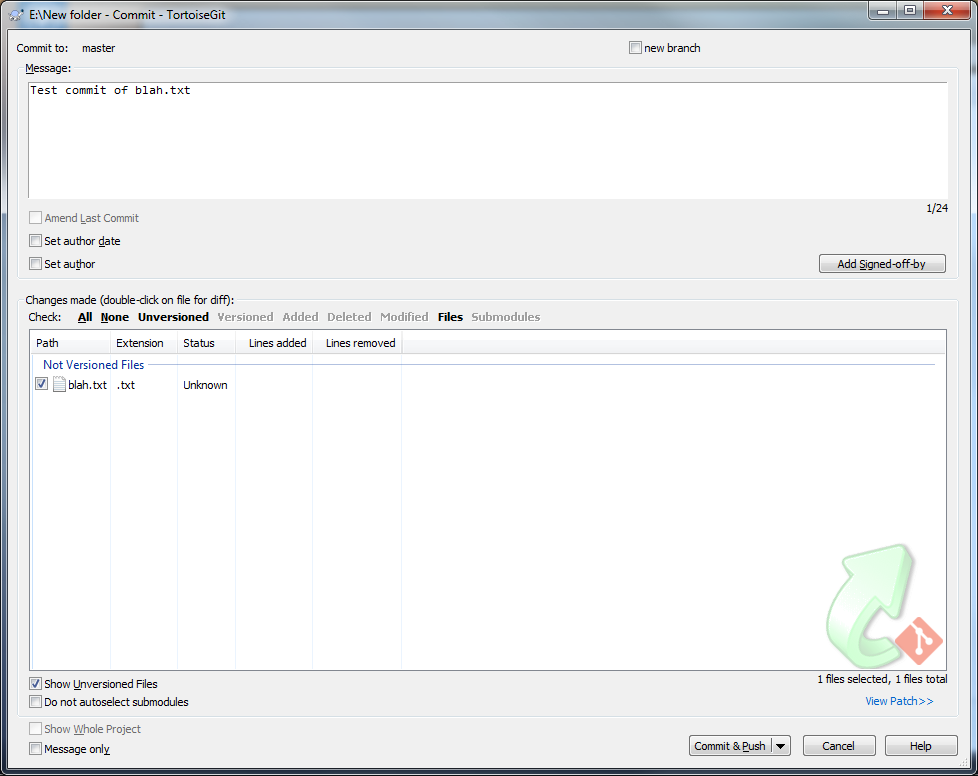 E:\New folder - Commit - TortoiseGit
Commit to: master
new branch
Message:
Test commit of blah.txt
1/24
Amend Last Commit
Set author date
Set author
Add Signed-off-by
Changes made (double-click on file for diff):
Check: All None Unversioned Versioned Added Deleted Modified Files Submodules
Path Extension Status Lines added Lines removed
Not Versioned Files
blah.txt .txt Unknown
Show Unversioned Files
1 files selected, 1 files total
Do not autoselect submodules
View Patch>>
Show Whole Project
Message only
Commit & Push
Cancel
Help